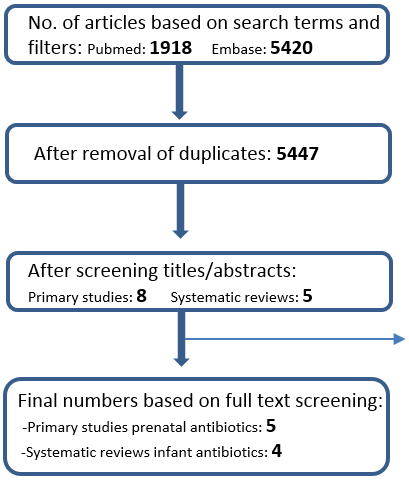 No. of articles based on search terms and
filters: Pubmed: 1918 Embase: 5420
After removal of duplicates: 5447
After screening titles/abstracts:
Primary studies: 8 Systematic reviews: 5
Final numbers based on full text screening:
-Primary studies prenatal antibiotics: 5
-Systematic reviews infant antibiotics: 4